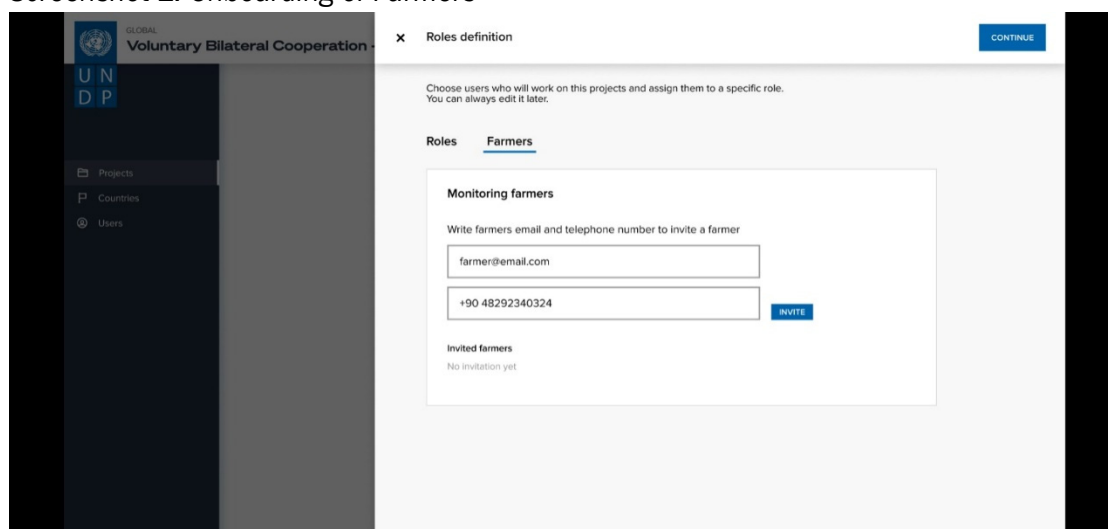 GLOBAL
Voluntary Bilateral Cooperation -
U N
D P
Projects
Countries
Users
Roles definition
CONTINUE
Choose users who will work on this projects and assign them to a specific role.
You can always edit it later.
Roles Farmers
Monitoring farmers
Write farmers email and telephone number to invite a farmer
farmer@email.com
+90 48292340324
INVITE
Invited farmers
No invitation yet